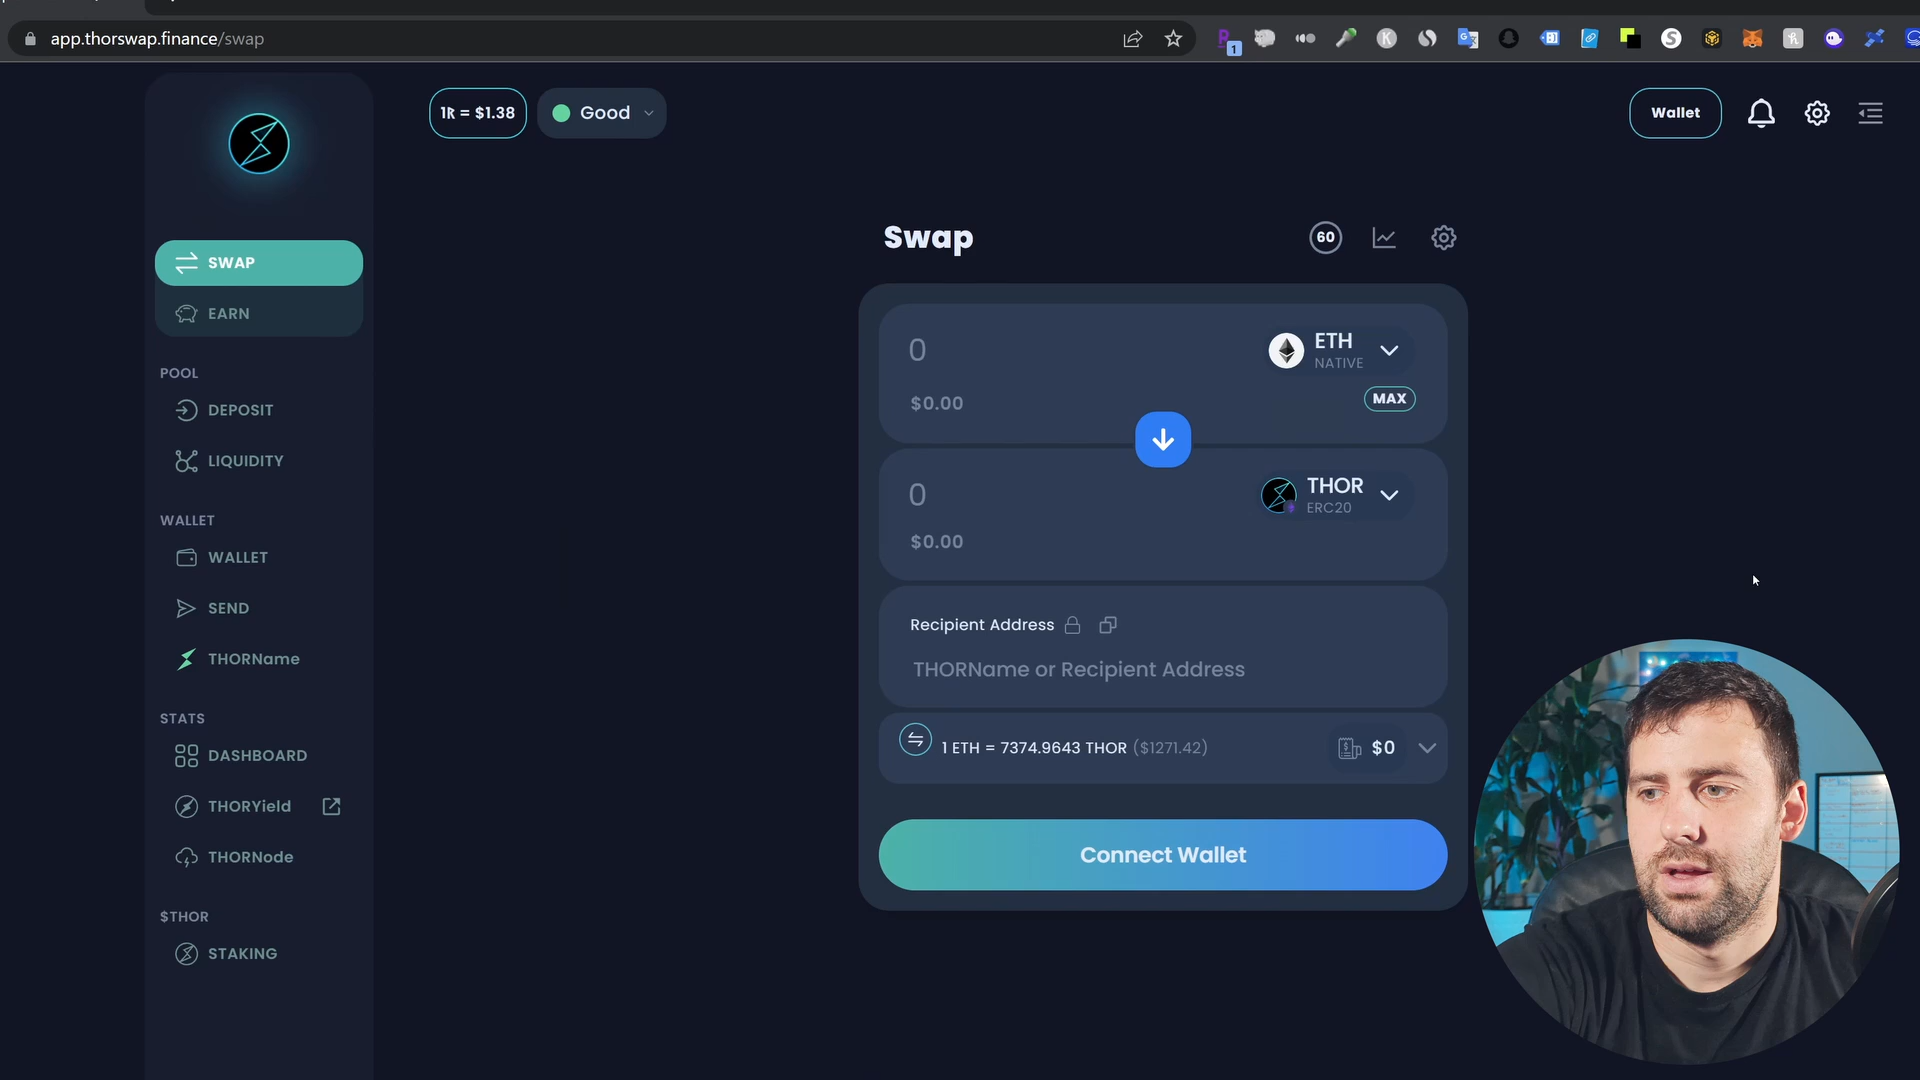 app.thorswap.finance/swap
1
1ᚱ = $1.38
Good
Wallet
SWAP
EARN
POOL
DEPOSIT
LIQUIDITY
WALLET
WALLET
SEND
THORName
STATS
DASHBOARD
THORYield
THORNode
$THOR
STAKING
Swap
60
0
ETH
NATIVE
$0.00
MAX
0
THOR
ERC20
$0.00
Recipient Address
THORName or Recipient Address
1 ETH = 7374.9643 THOR ($1271.42)
$0
Connect Wallet